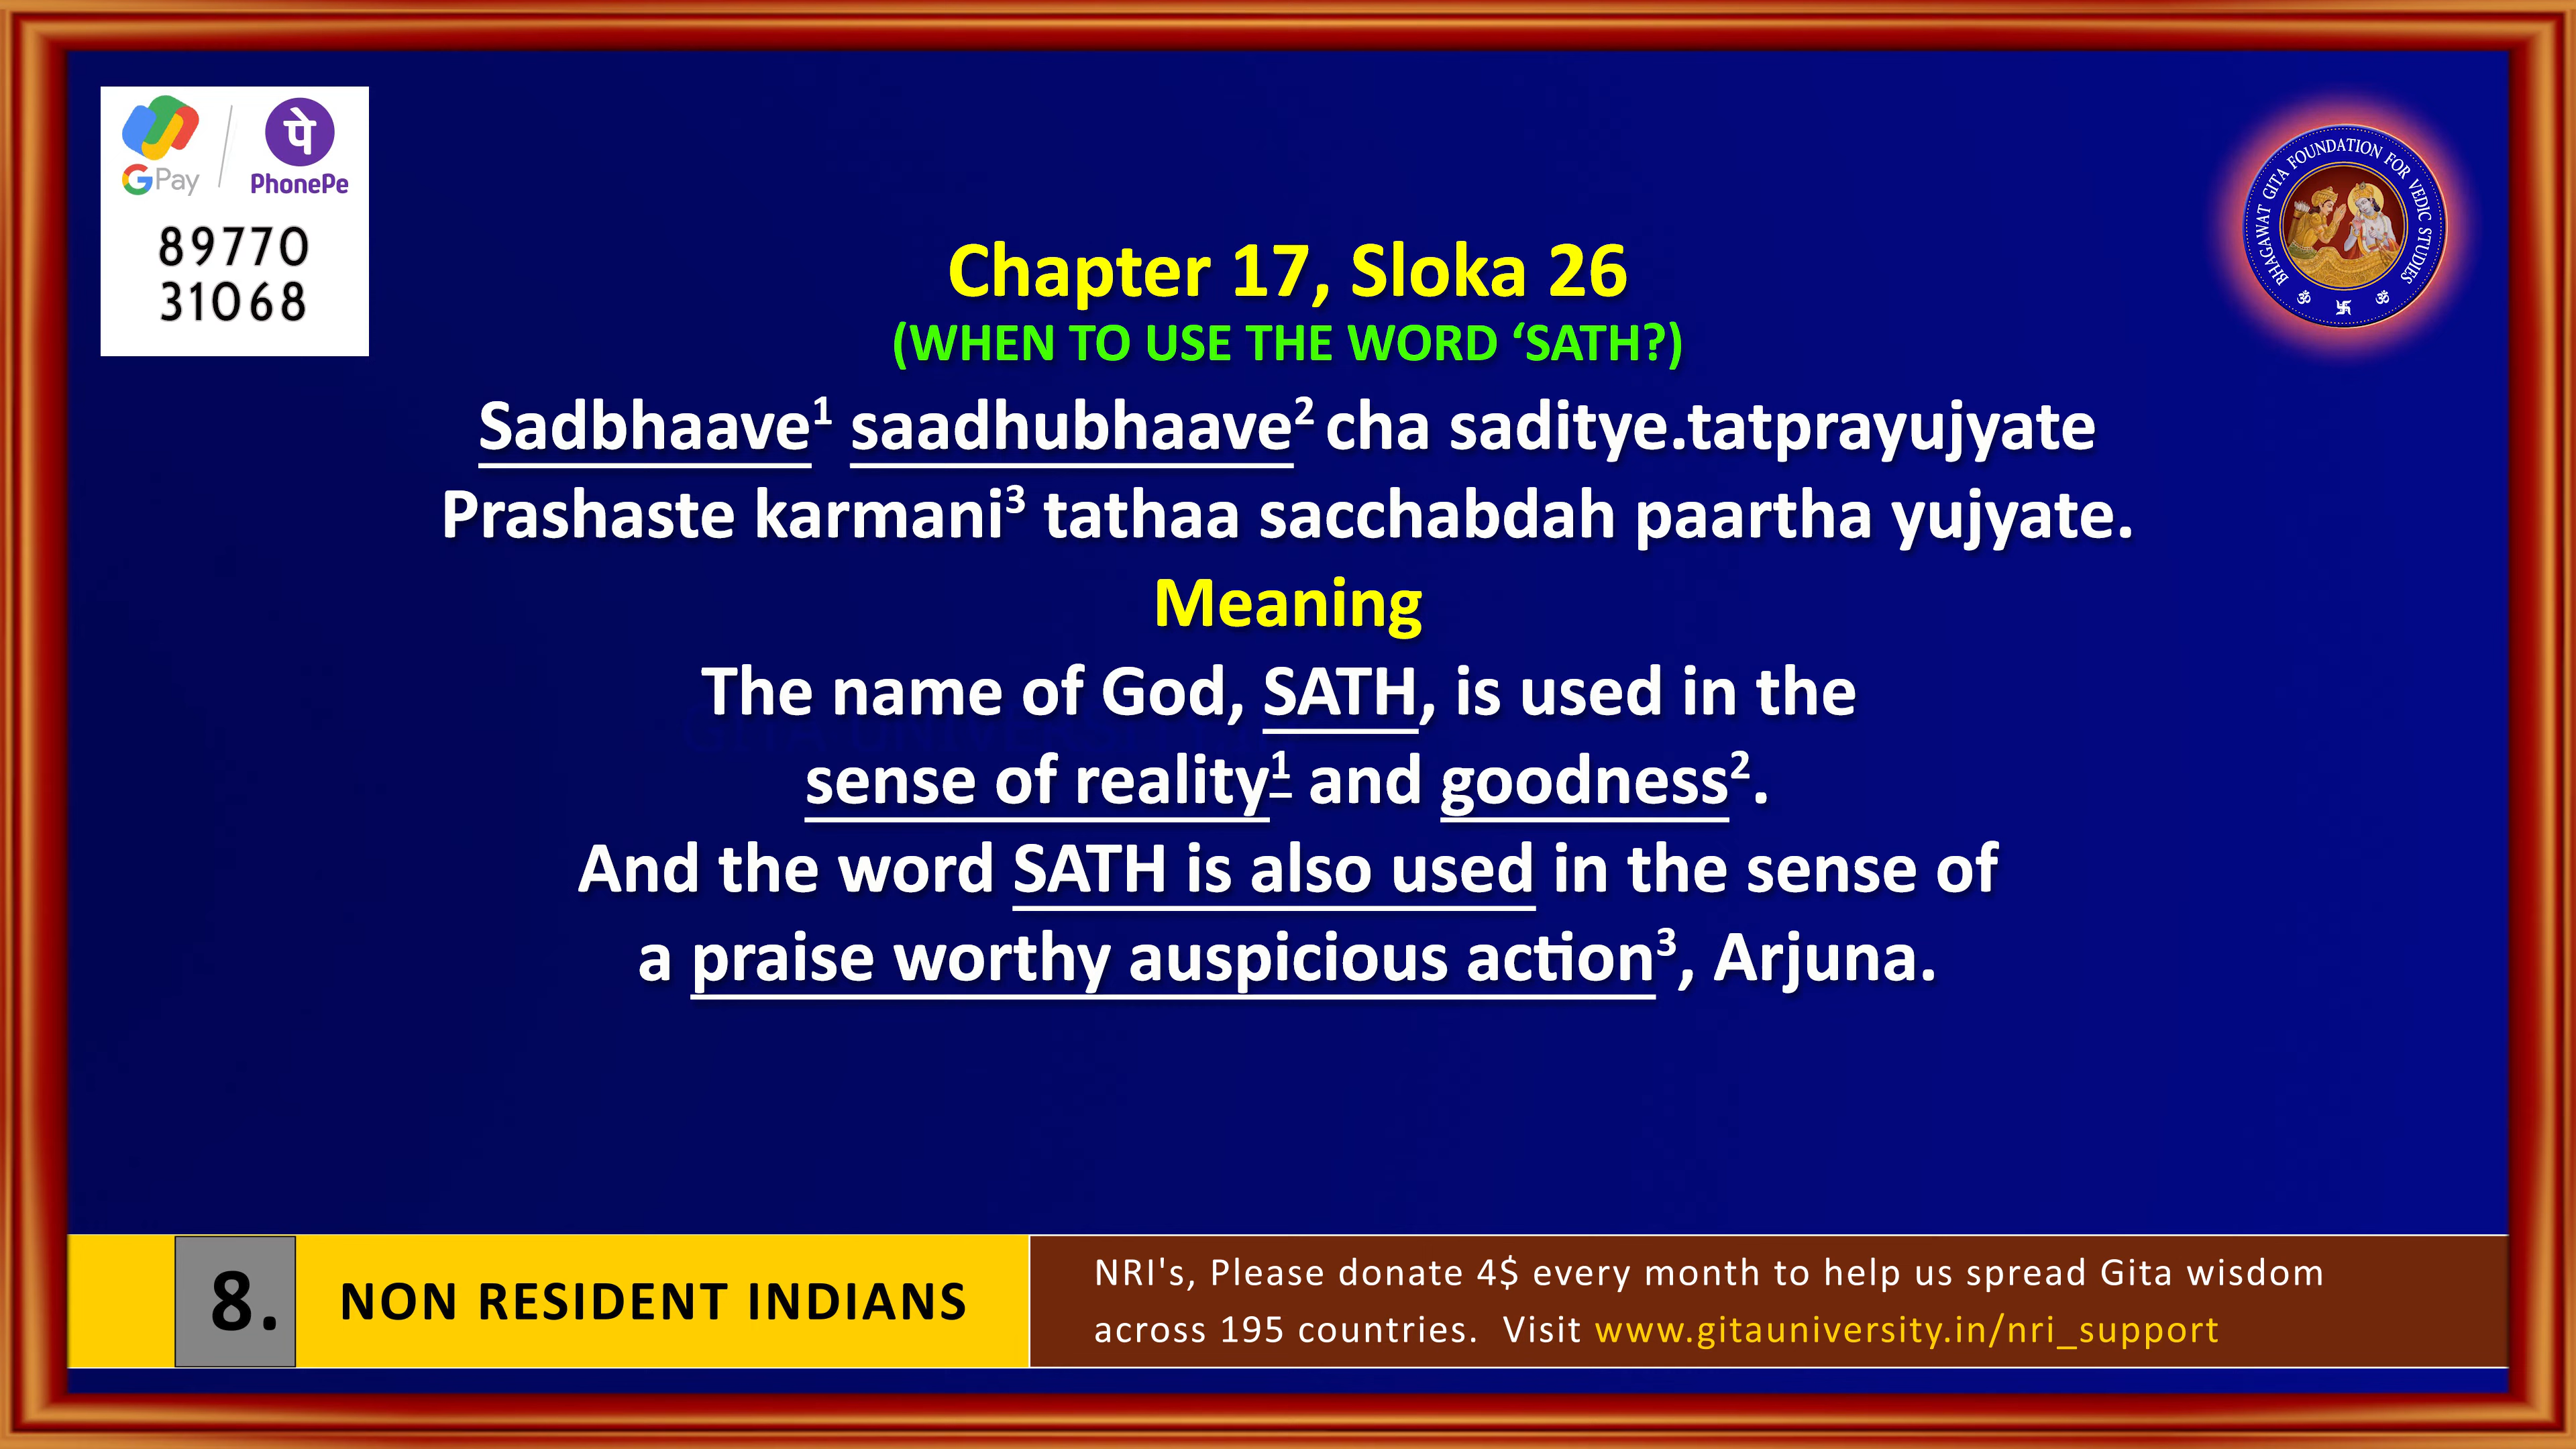 GPay
पे
PhonePe
89770
31068
BHAGAWAT GITA FOUNDATION FOR VEDIC STUDIES
ॐ 卐 ॐ
Chapter 17, Sloka 26
(WHEN TO USE THE WORD ‘SATH?)
Sadbhaave¹ saadhubhaave² cha saditye.tatprayujyate
Prashaste karmani³ tathaa sacchabdah paartha yujyate.
Meaning
The name of God, SATH, is used in the
sense of reality¹ and goodness².
And the word SATH is also used in the sense of
a praise worthy auspicious action³, Arjuna.
8. NON RESIDENT INDIANS
NRI's, Please donate 4$ every month to help us spread Gita wisdom
across 195 countries. Visit www.gitauniversity.in/nri_support